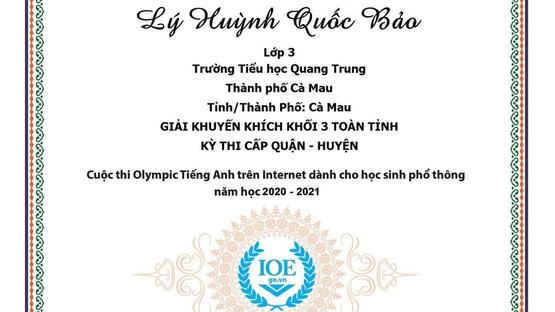 Lý Huỳnh Quốc Bảo
Lớp 3
Trường Tiểu học Quang Trung
Thành phố Cà Mau
Tỉnh/Thành Phố: Cà Mau
GIẢI KHUYẾN KHÍCH KHỐI 3 TOÀN TỈNH
KỲ THI CẤP QUẬN - HUYỆN
Cuộc thi Olympic Tiếng Anh trên Internet dành cho học sinh phổ thông
năm học 2020 - 2021
IOE
go.vn